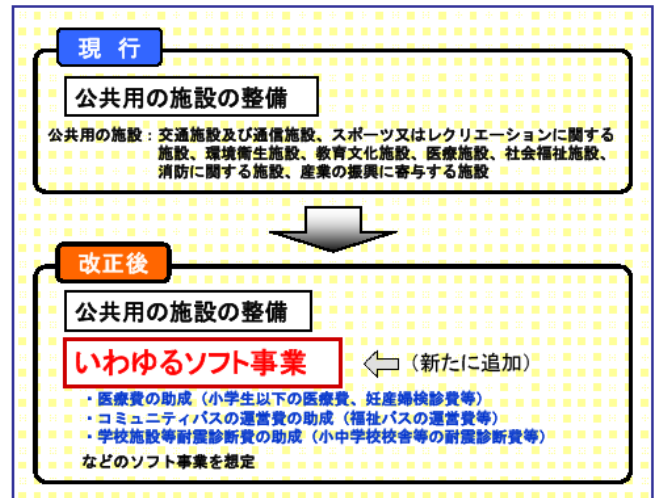 現行
公共用の施設の整備
公共用の施設：交通施設及び通信施設、スポーツ又はレクリエーションに関する
施設、環境衛生施設、教育文化施設、医療施設、社会福祉施設、
消防に関する施設、産業の振興に寄与する施設
改正後
公共用の施設の整備
いわゆるソフト事業
（新たに追加）
・医療費の助成（小学生以下の医療費、妊産婦検診費等）
・コミュニティバスの運営費の助成（福祉バスの運営費等）
・学校施設等耐震診断費の助成（小中学校校舎等の耐震診断費等）
などのソフト事業を想定